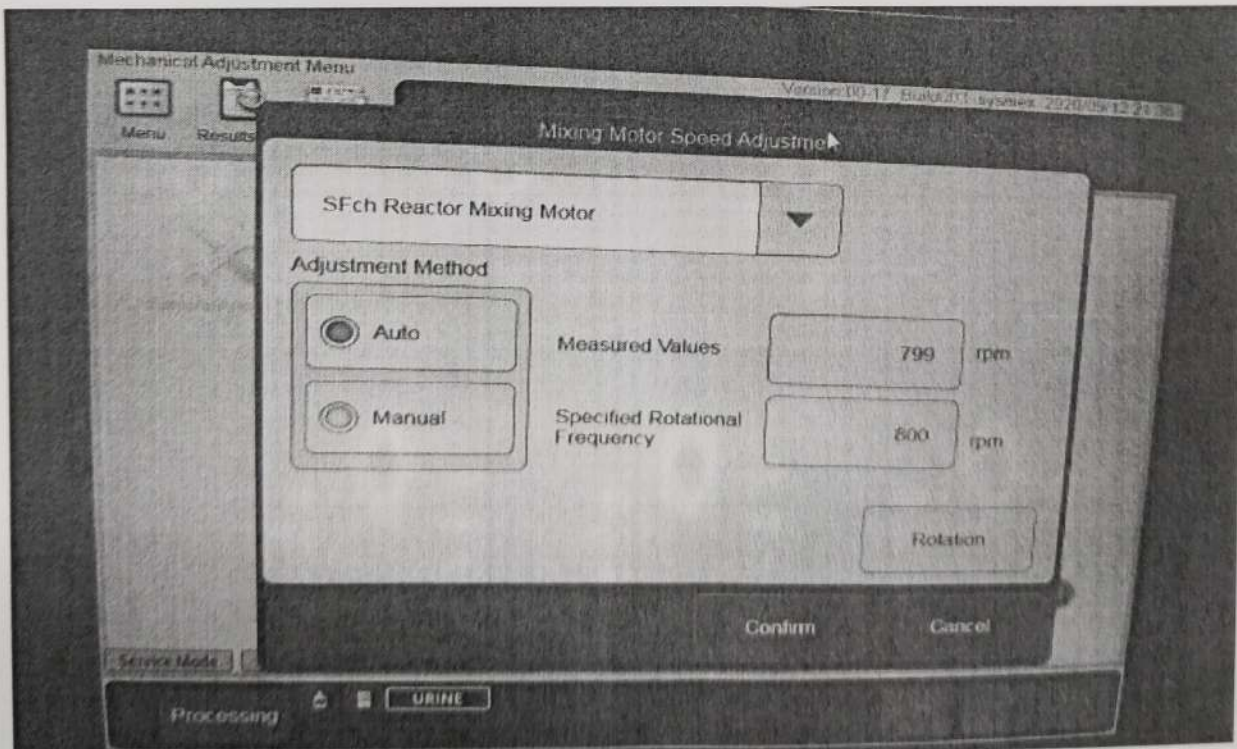 Mechanical Adjustment Menu
Menu
Results
Mixing Motor Speed Adjustme
SFch Reactor Mixing Motor
Adjustment Method
Auto
Measured Values
799
rpm
Manual
Specified Rotational
Frequency
800
rpm
Rotation
Confirm
Cancel
Service Mode
Processing
URINE